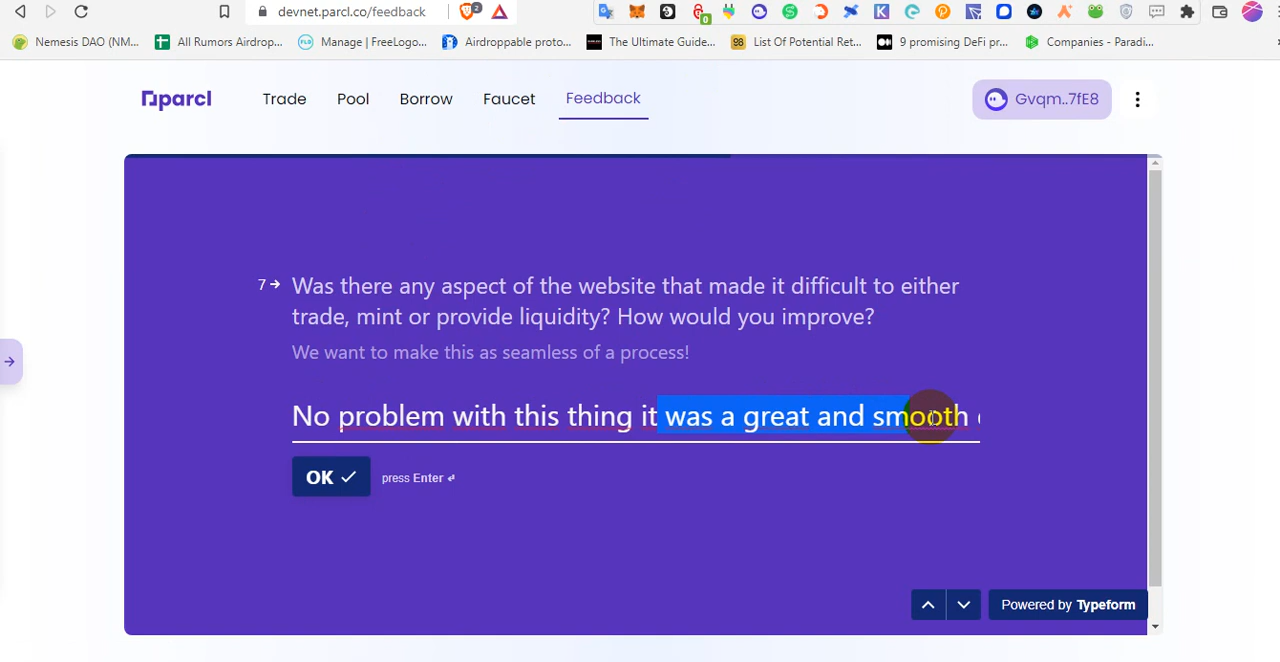 devnet.parcl.co/feedback
2
0
Nemesis DAO (NM...
All Rumors Airdrop...
Manage | FreeLogo...
Airdroppable proto...
The Ultimate Guide...
98
List Of Potential Ret...
9 promising DeFi pr...
Companies - Paradi...
parcl
Trade
Pool
Borrow
Faucet
Feedback
Gvqm..7fE8
7
Was there any aspect of the website that made it difficult to either
trade, mint or provide liquidity? How would you improve?
We want to make this as seamless of a process!
No problem with this thing it was a great and smooth
OK
press Enter
Powered by Typeform